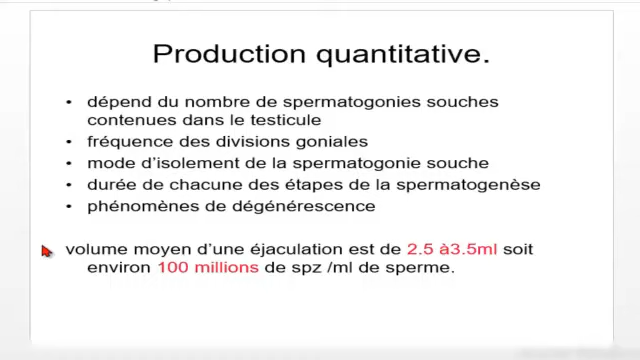 Production quantitative.
• dépend du nombre de spermatogonies souches
contenues dans le testicule
• fréquence des divisions goniales
• mode d'isolement de la spermatogonie souche
• durée de chacune des étapes de la spermatogenèse
• phénomènes de dégénérescence
volume moyen d'une éjaculation est de 2.5 à3.5ml soit
environ 100 millions de spz /ml de sperme.